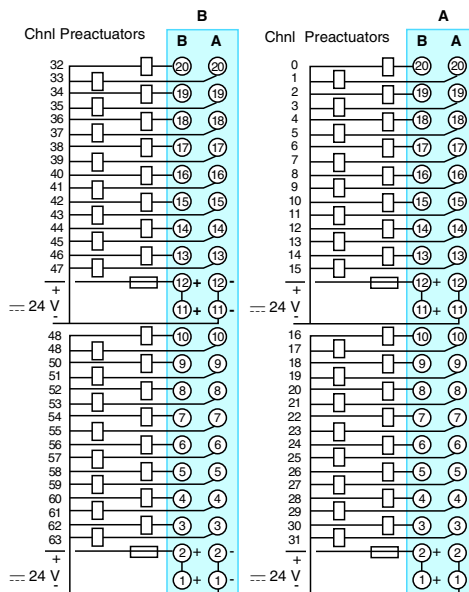 B A
Chnl Preactuators B A Chnl Preactuators B A
32 20 20 0 20 20
33 1
34 19 19 2 19 19
35 3
36 18 18 4 18 18
37 5
38 17 17 6 17 17
39 7
40 16 16 8 16 16
41 9
42 15 15 10 15 15
43 11
44 14 14 12 14 14
45 13
46 13 13 14 13 13
47 15
+ 12 + 12 - + 12 + 12
24 V 11 + 11 - 24 V 11 + 11
- -
48 10 10 16 10 10
48 17
50 9 9 18 9 9
51 19
52 8 8 20 8 8
53 21
54 7 7 22 7 7
55 23
56 6 6 24 6 6
57 25
58 5 5 26 5 5
59 27
60 4 4 28 4 4
61 29
62 3 3 30 3 3
63 31
+ 2 + 2 - + 2 + 2
24 V 1 + 1 - 24 V 1 + 1
- -